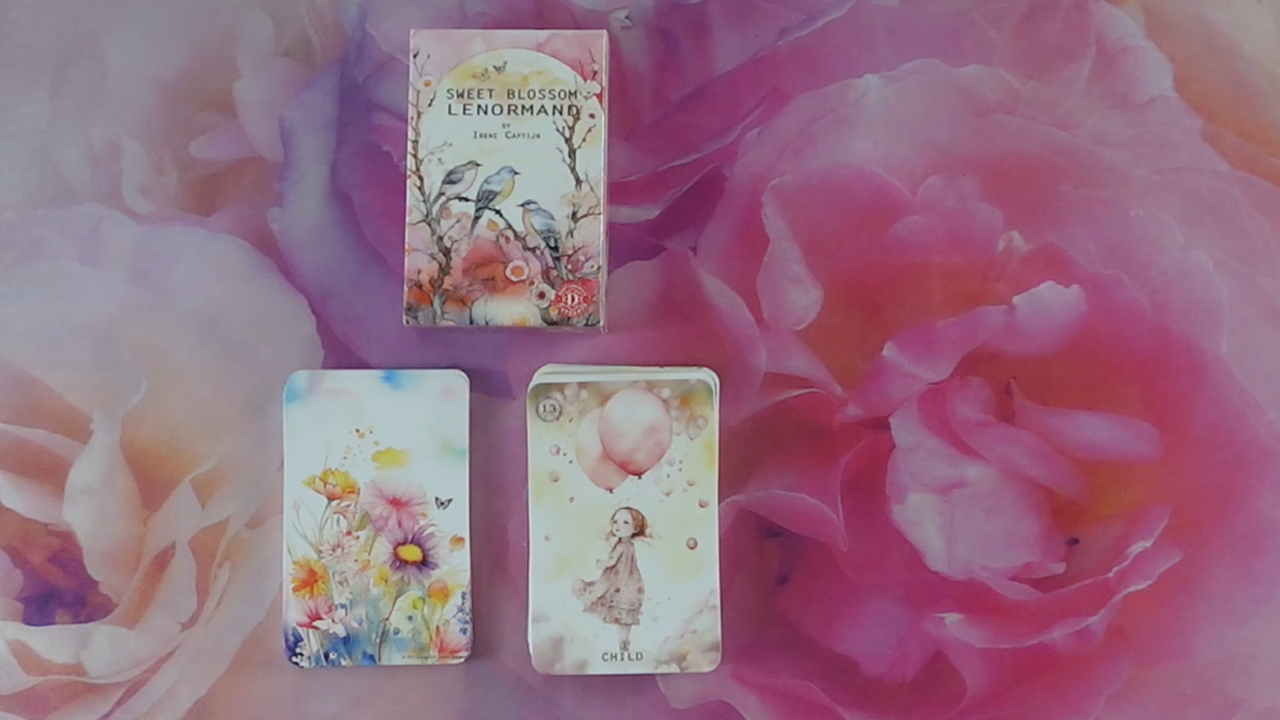 SWEET BLOSSOM
LENORMAND
BY
IRENE CAPTIJN
D
13
CHILD